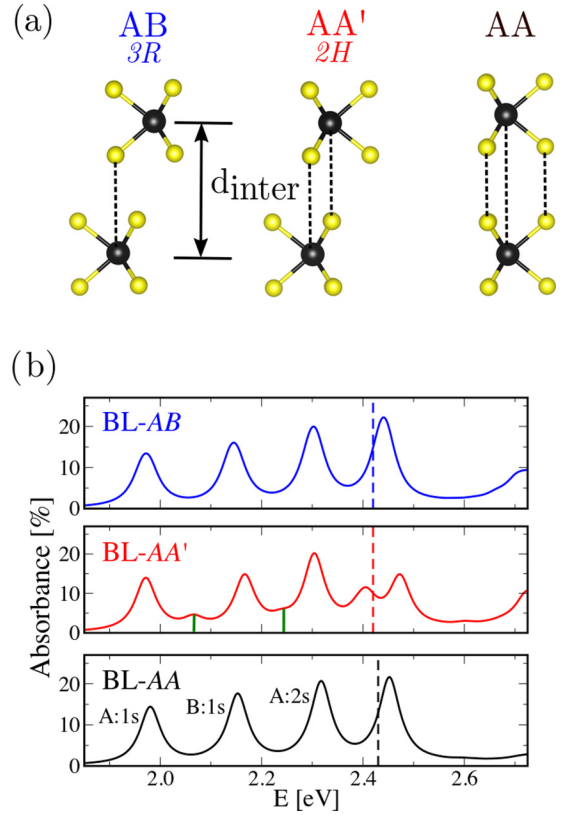 (a)
AB AA' AA
3R 2H
dinter
(b)
BL-AB
20
10
0
BL-AA'
20
10
0
BL-AA
20
10
0
A:1s B:1s A:2s
Absorbance [%]
2.0 2.2 2.4 2.6
E [eV]